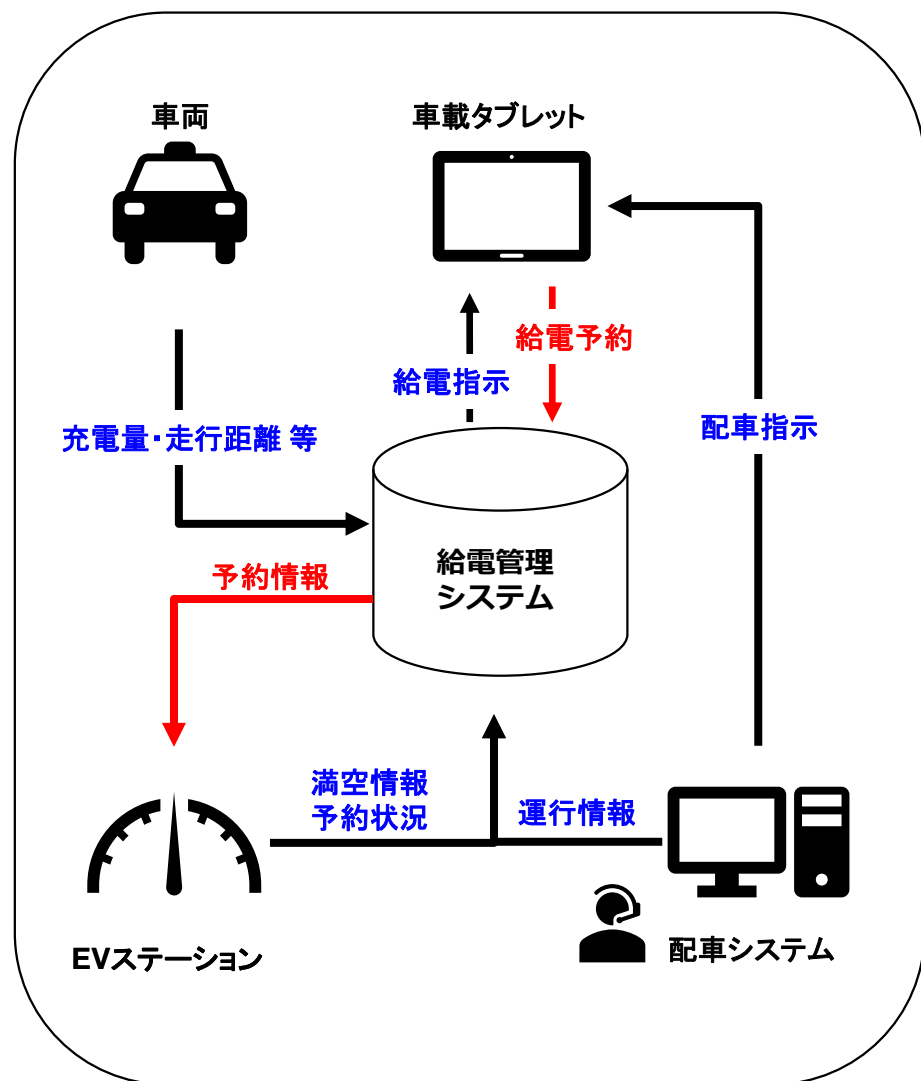 車両
車載タブレット
給電予約
給電指示
配車指示
充電量・走行距離 等
給電管理
システム
予約情報
満空情報
予約状況
運行情報
EVステーション
配車システム